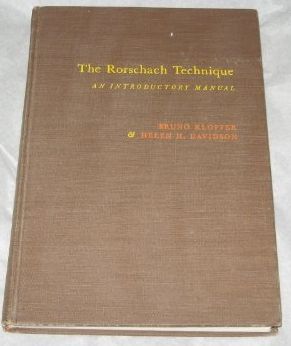 The Rorschach Technique
AN INTRODUCTORY MANUAL
BRUNO KLOPFER
& HELEN H. DAVIDSON